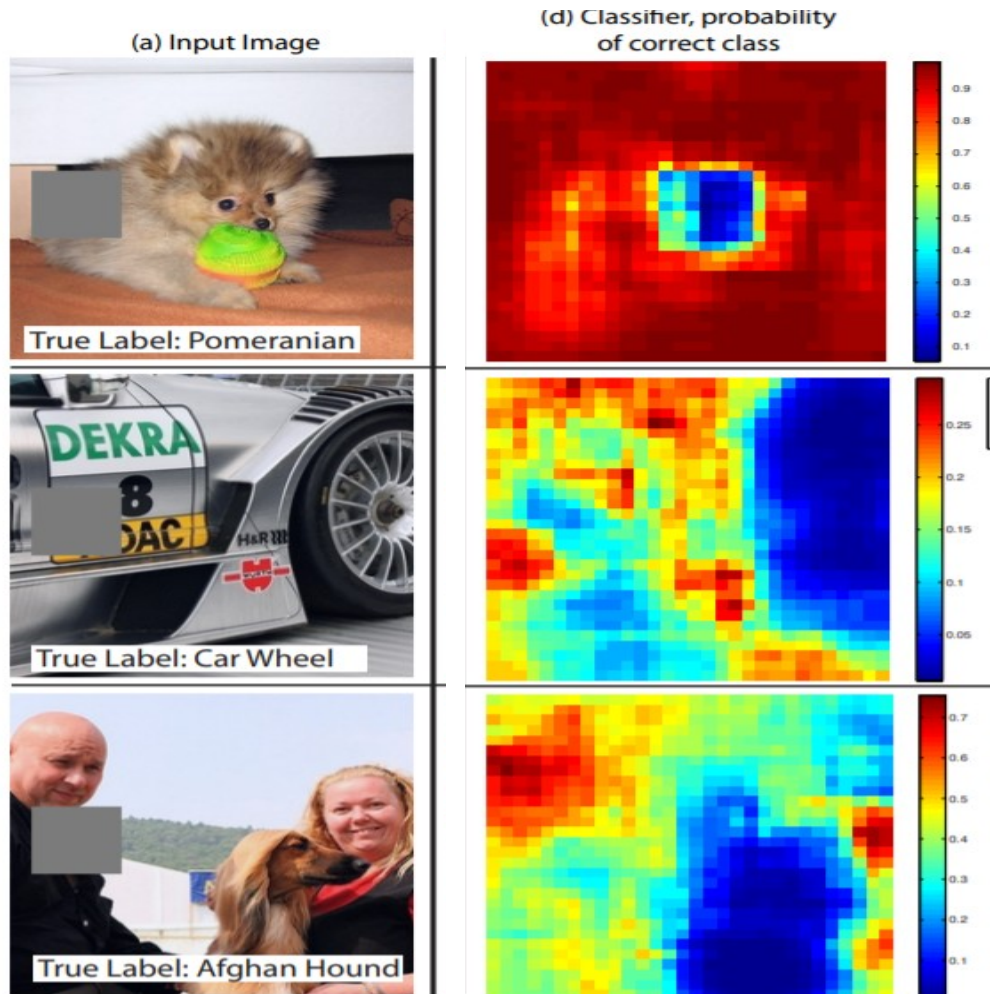 (a) Input Image
(d) Classifier, probability
of correct class
True Label: Pomeranian
0.9
0.8
0.7
0.6
0.5
0.4
0.3
0.2
0.1
DEKRA
8
ADAC
H&R
WÜRTH
True Label: Car Wheel
0.25
0.2
0.15
0.1
0.05
True Label: Afghan Hound
0.7
0.6
0.5
0.4
0.3
0.2
0.1